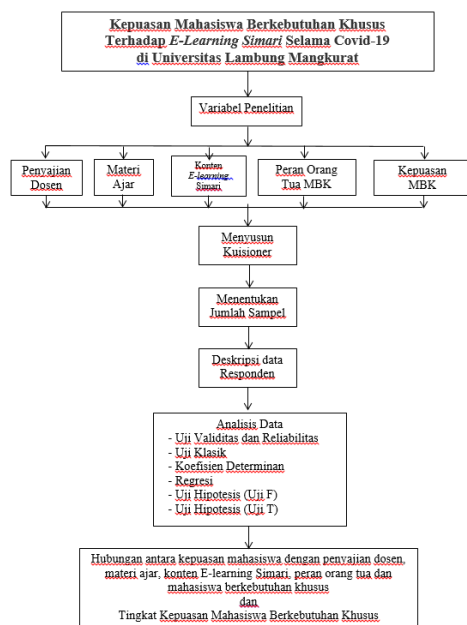 Kepuasan Mahasiswa Berkebutuhan Khusus
Terhadap E-Learning Simari Selama Covid-19
di Universitas Lambung Mangkurat
Variabel Penelitian
Penyajian
Dosen
Materi
Ajar
Konten
E-learning
Simari
Peran Orang
Tua MBK
Kepuasan
MBK
Menyusun
Kuisioner
Menentukan
Jumlah Sampel
Deskripsi data
Responden
Analisis Data
- Uji Validitas dan Reliabilitas
- Uji Klasik
- Koefisien Determinan
- Regresi
- Uji Hipotesis (Uji F)
- Uji Hipotesis (Uji T)
Hubungan antara kepuasan mahasiswa dengan penyajian dosen,
materi ajar, konten E-learning Simari, peran orang tua dan
mahasiswa berkebutuhan khusus
dan
Tingkat Kepuasan Mahasiswa Berkebutuhan Khusus